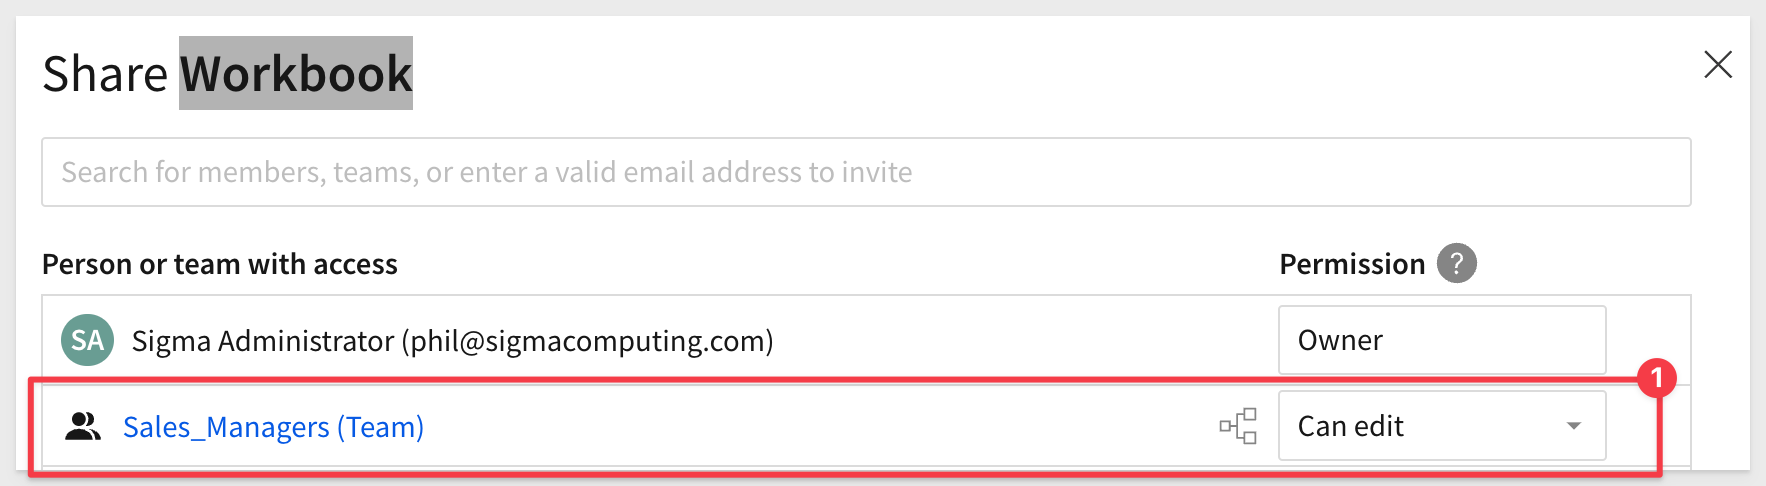 Share Workbook
Search for members, teams, or enter a valid email address to invite
Person or team with access Permission ?
SA Sigma Administrator (phil@sigmacomputing.com) Owner
1
Sales_Managers (Team) Can edit